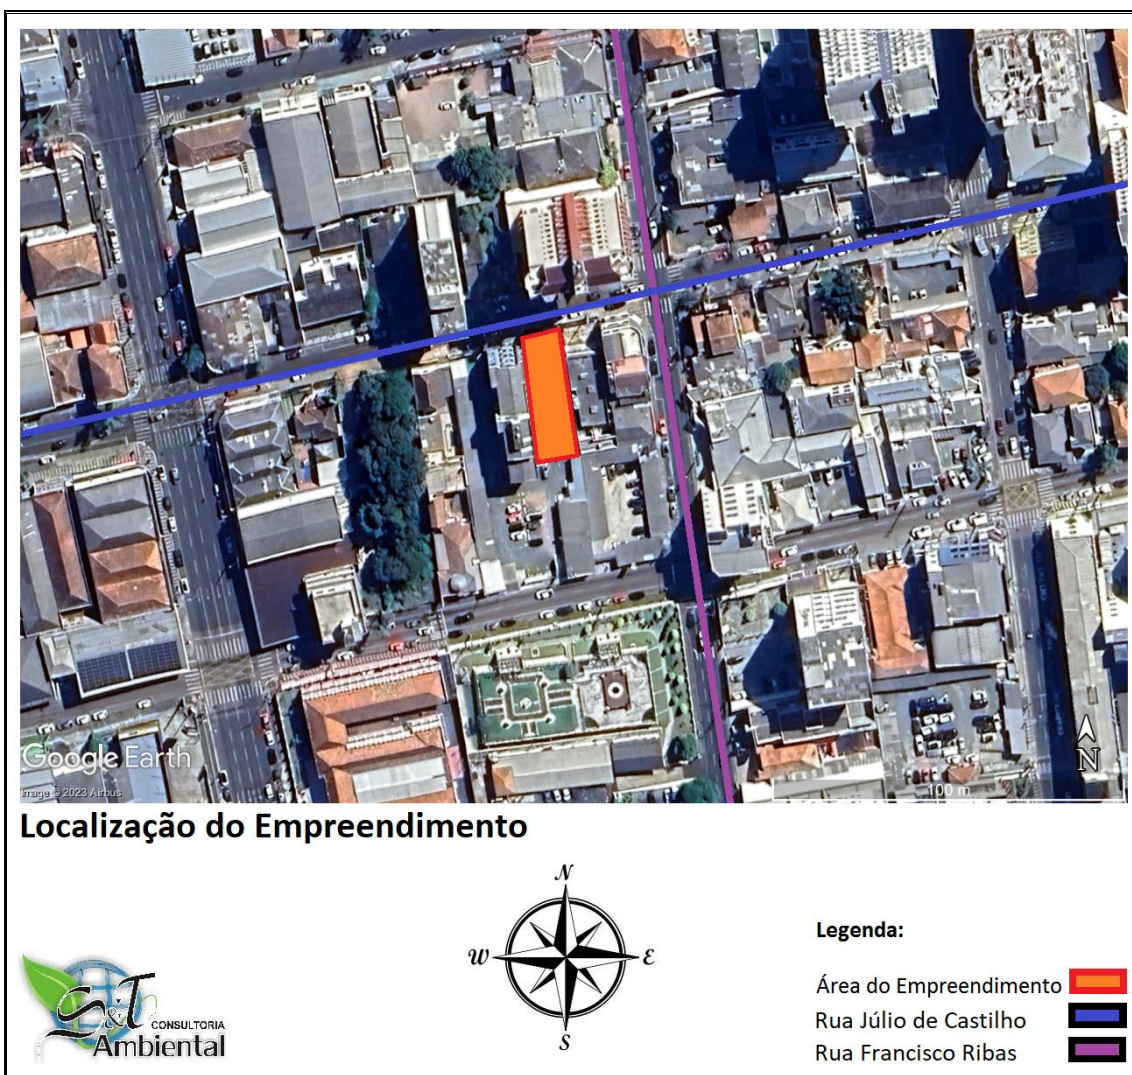 Google Earth
Image © 2023 Airbus
N
100 m
Localização do Empreendimento
N
W
E
S
S&T
CONSULTORIA
Ambiental
Legenda:
Área do Empreendimento
Rua Júlio de Castilho
Rua Francisco Ribas